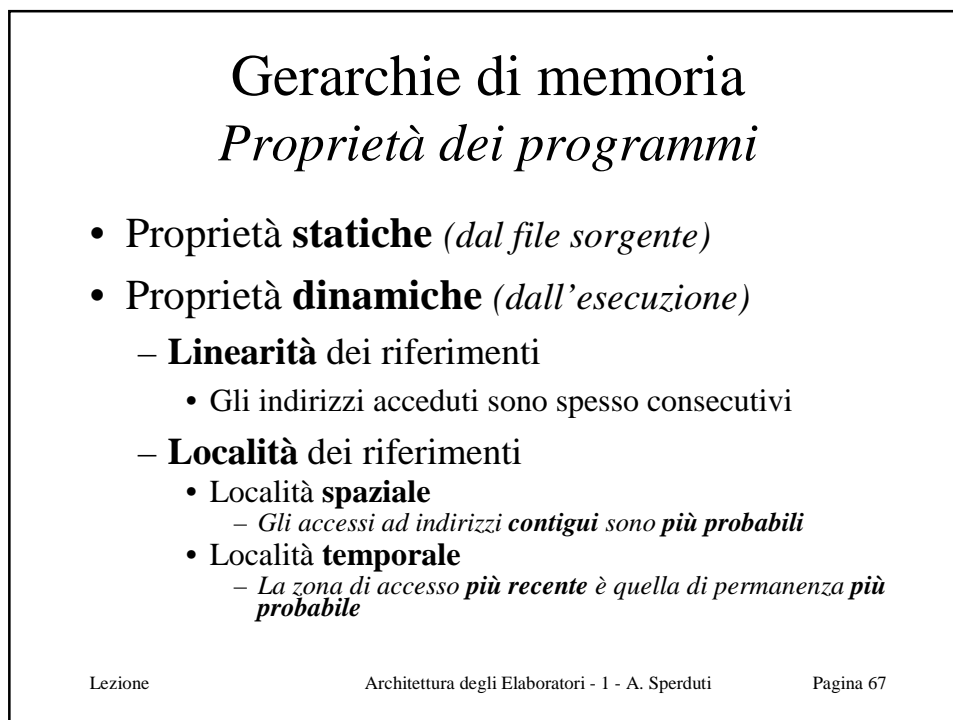 Gerarchie di memoria
Proprietà dei programmi
• Proprietà statiche (dal file sorgente)
• Proprietà dinamiche (dall'esecuzione)
– Linearità dei riferimenti
• Gli indirizzi acceduti sono spesso consecutivi
– Località dei riferimenti
• Località spaziale
– Gli accessi ad indirizzi contigui sono più probabili
• Località temporale
– La zona di accesso più recente è quella di permanenza più
probabile
Lezione Architettura degli Elaboratori - 1 - A. Sperduti Pagina 67